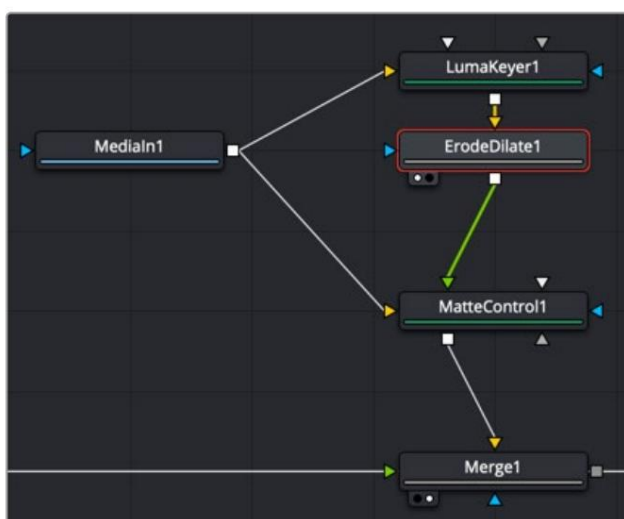 LumaKeyer1
MediaIn1
ErodeDilate1
MatteControl1
Merge1